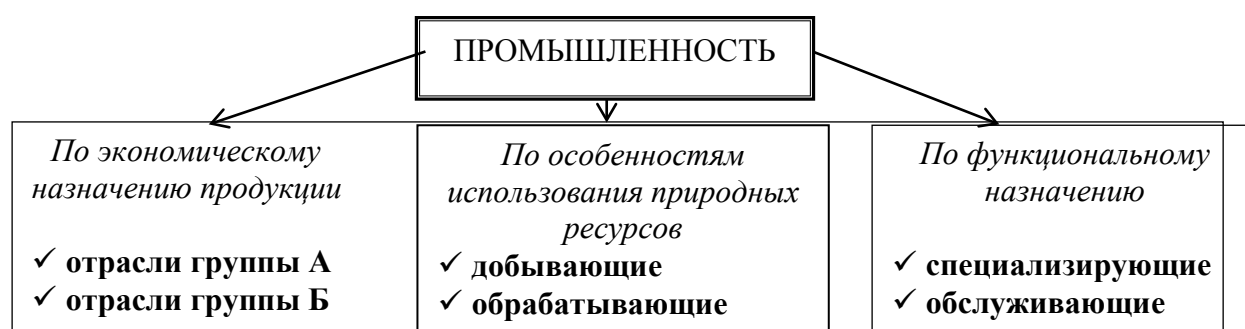 ПРОМЫШЛЕННОСТЬ
По экономическому
назначению продукции
✓ отрасли группы А
✓ отрасли группы Б
По особенностям
использования природных
ресурсов
✓ добывающие
✓ обрабатывающие
По функциональному
назначению
✓ специализирующие
✓ обслуживающие